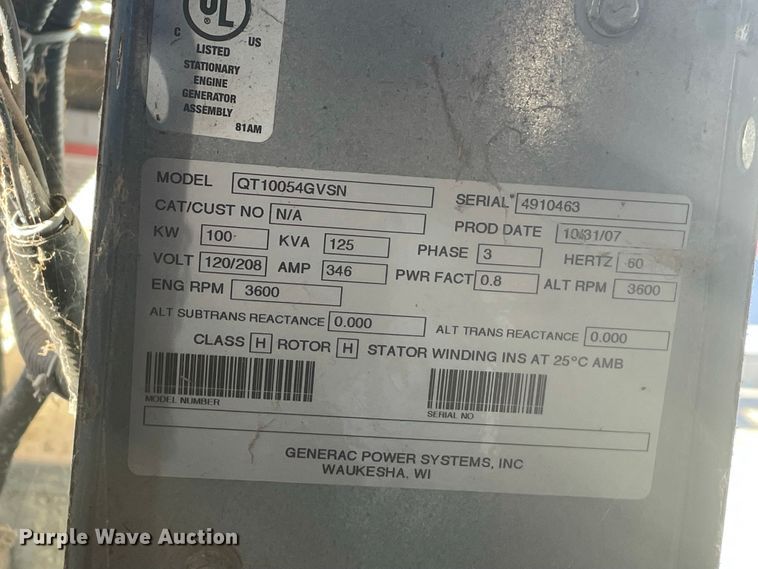 UL
C US
LISTED
STATIONARY
ENGINE
GENERATOR
ASSEMBLY
81AM
MODEL QT10054GVSN SERIAL 4910463
CAT/CUST NO N/A PROD DATE 10/31/07
KW 100 KVA 125 PHASE 3 HERTZ 60
VOLT 120/208 AMP 346 PWR FACT 0.8 ALT RPM 3600
ENG RPM 3600
ALT SUBTRANS REACTANCE 0.000 ALT TRANS REACTANCE 0.000
CLASS H ROTOR H STATOR WINDING INS AT 25°C AMB
MODEL NUMBER SERIAL NO
GENERAC POWER SYSTEMS, INC
WAUKESHA, WI
Purple Wave Auction